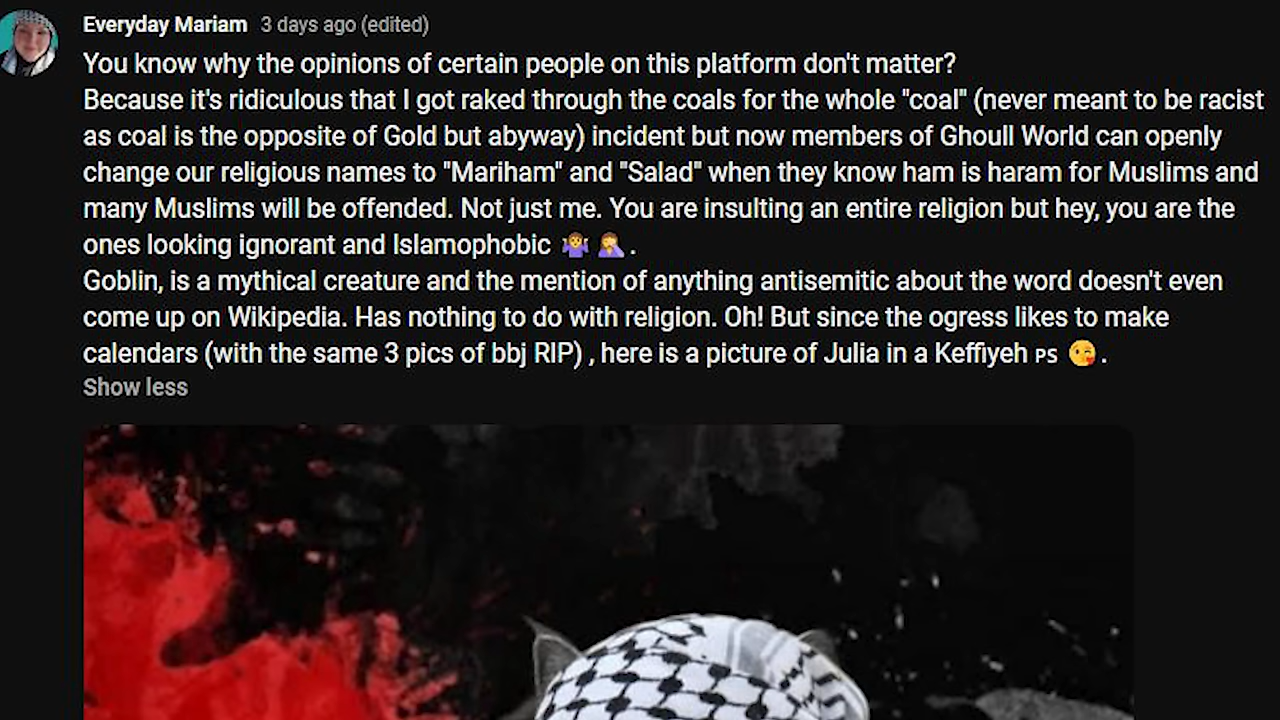 Everyday Mariam 3 days ago (edited)
You know why the opinions of certain people on this platform don't matter?
Because it's ridiculous that I got raked through the coals for the whole "coal" (never meant to be racist
as coal is the opposite of Gold but abyway) incident but now members of Ghoull World can openly
change our religious names to "Mariham" and "Salad" when they know ham is haram for Muslims and
many Muslims will be offended. Not just me. You are insulting an entire religion but hey, you are the
ones looking ignorant and Islamophobic 🤷‍♀️ 🤦‍♀️ .
Goblin, is a mythical creature and the mention of anything antisemitic about the word doesn't even
come up on Wikipedia. Has nothing to do with religion. Oh! But since the ogress likes to make
calendars (with the same 3 pics of bbj RIP) , here is a picture of Julia in a Keffiyeh 🇵🇸 😘 .
Show less